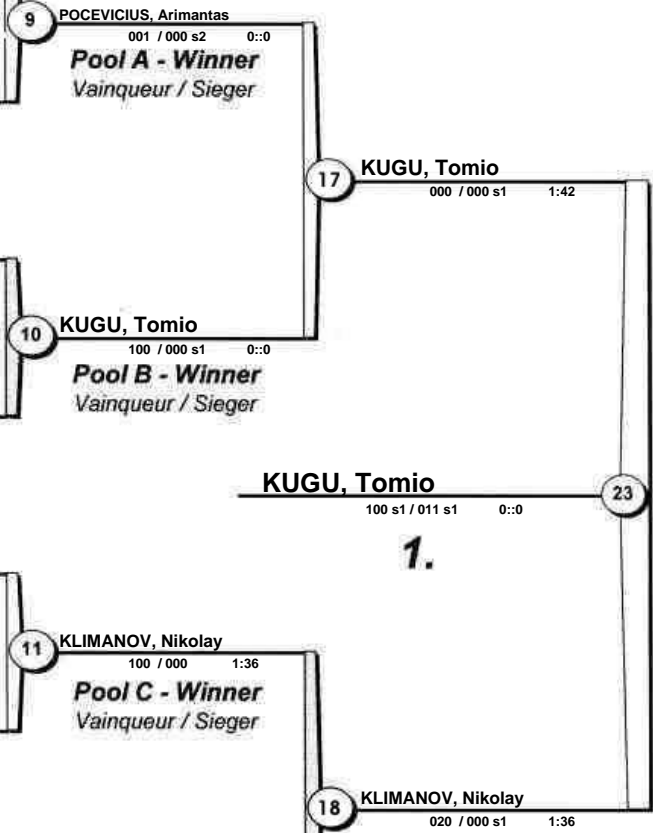 9
POCEVICIUS, Arimantas
001 / 000 s2 0::0
Pool A - Winner
Vainqueur / Sieger
17
KUGU, Tomio
000 / 000 s1 1:42
10
KUGU, Tomio
100 / 000 s1 0::0
Pool B - Winner
Vainqueur / Sieger
KUGU, Tomio
100 s1 / 011 s1 0::0
23
1.
11
KLIMANOV, Nikolay
100 / 000 1:36
Pool C - Winner
Vainqueur / Sieger
18
KLIMANOV, Nikolay
020 / 000 s1 1:36